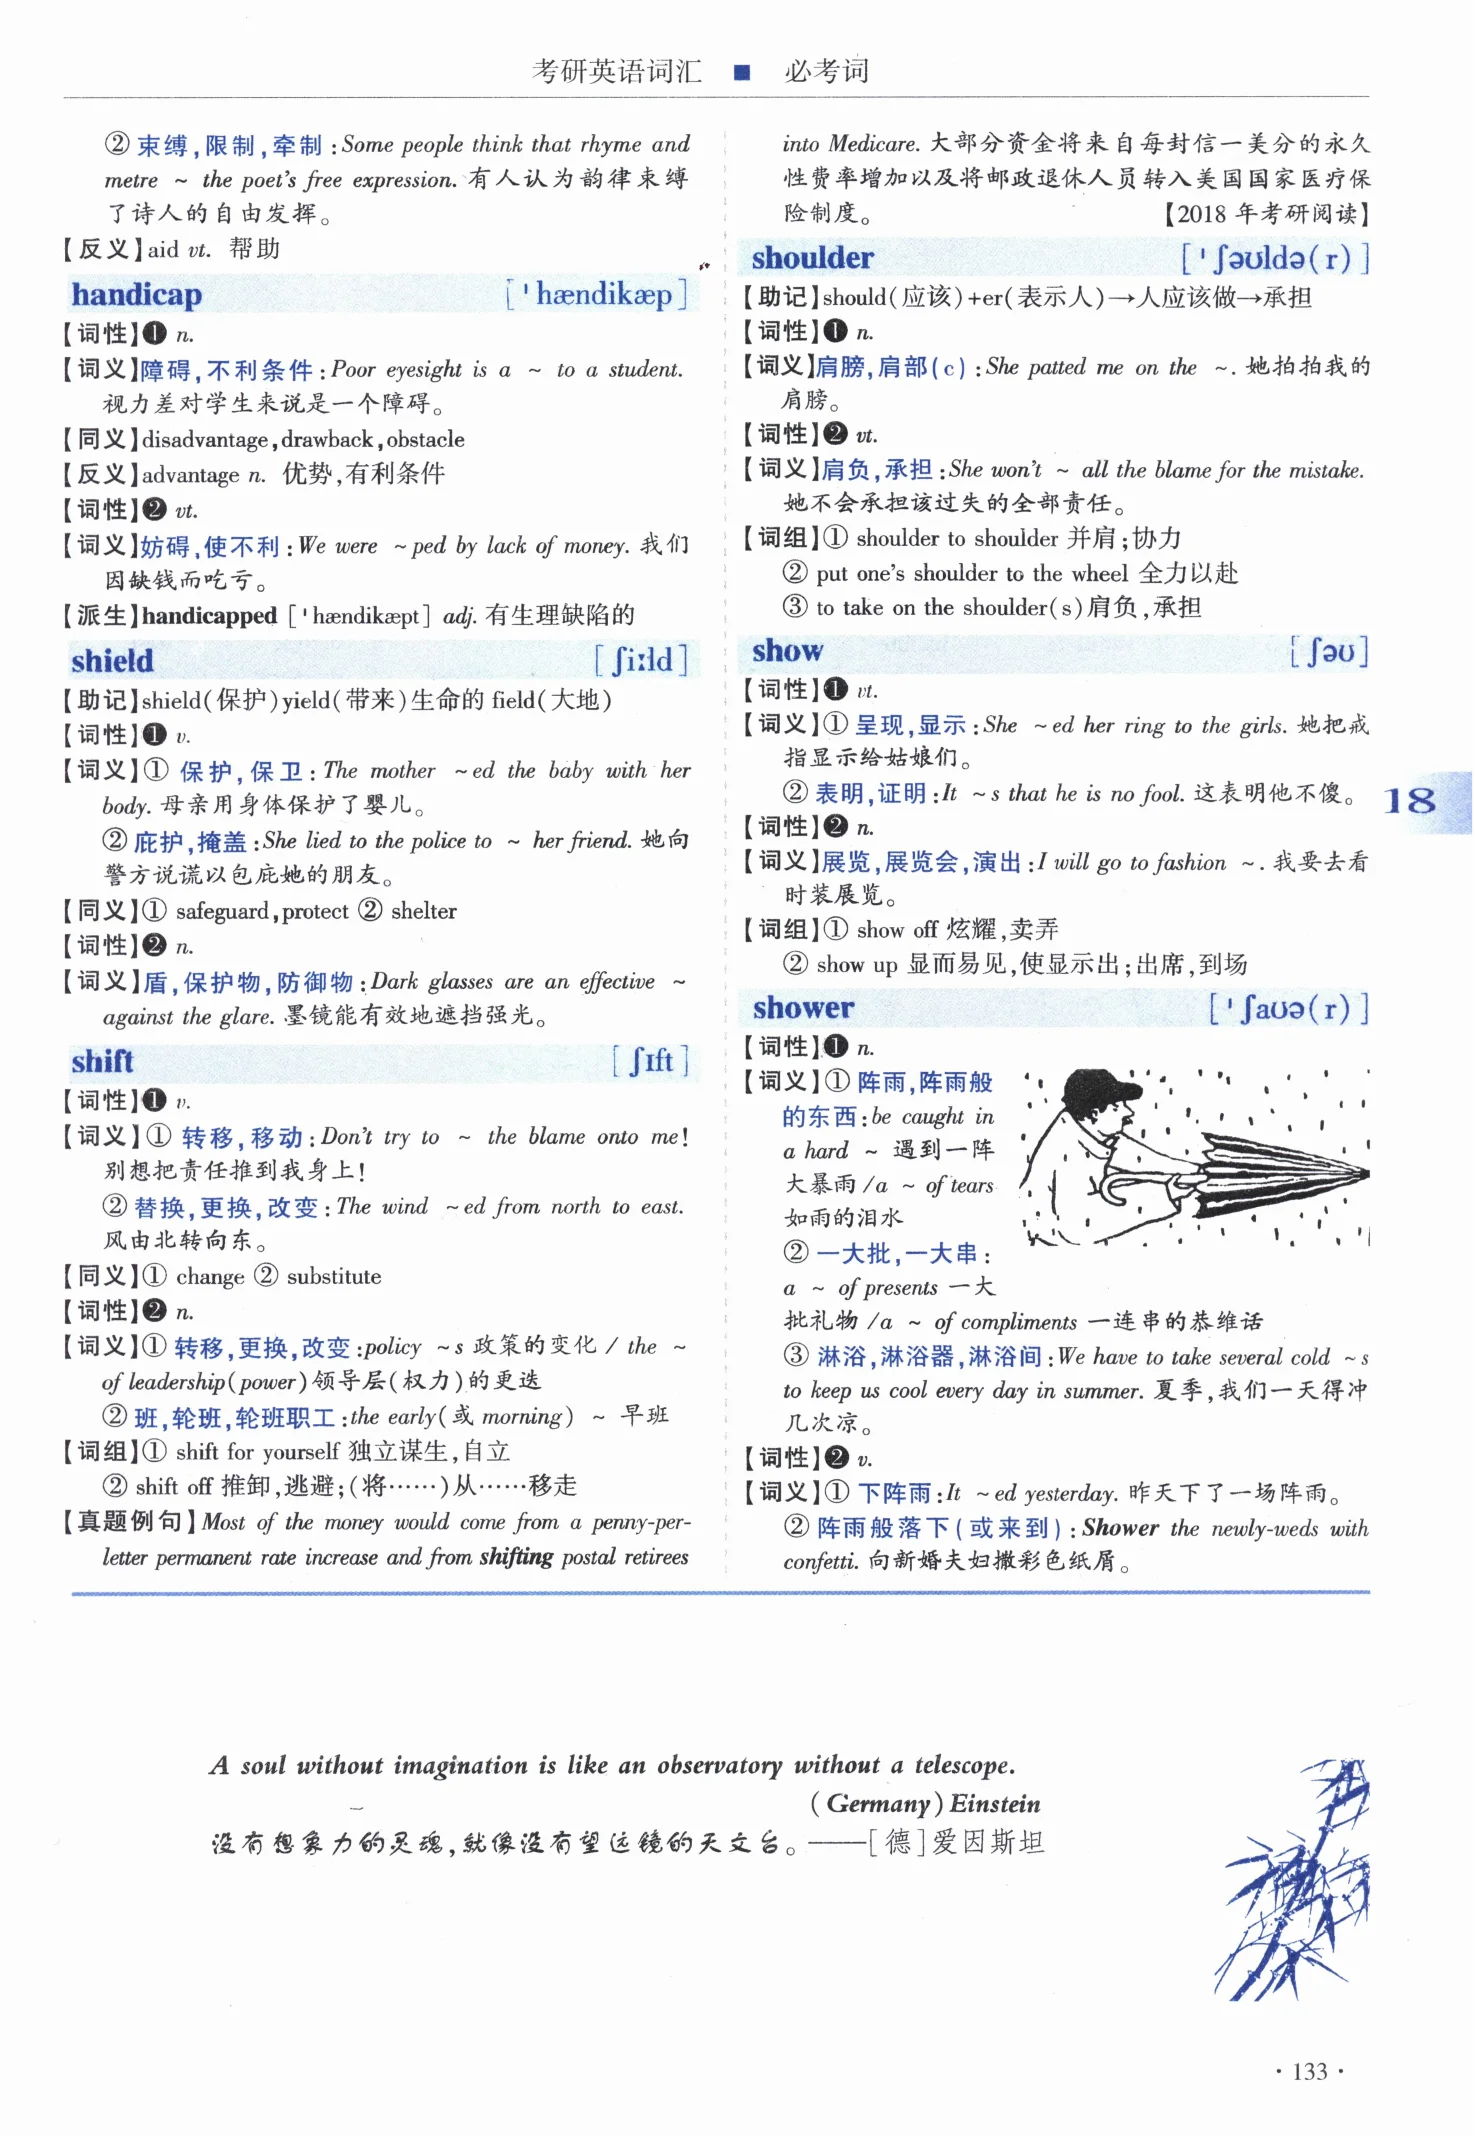 考研英语词汇 ■ 必考词
②束缚,限制,牵制:Some people think that rhyme and
metre ~ the poet's free expression. 有人认为韵律束缚
了诗人的自由发挥。
【反义】aid vt. 帮助
handicap [ˈhændikæp]
【词性】❶ n.
【词义】障碍,不利条件:Poor eyesight is a ~ to a student.
视力差对学生来说是一个障碍。
【同义】disadvantage,drawback,obstacle
【反义】advantage n. 优势,有利条件
【词性】❷ vt.
【词义】妨碍,使不利:We were ~ped by lack of money. 我们
因缺钱而吃亏。
【派生】handicapped [ˈhændikæpt] adj. 有生理缺陷的
shield [ʃiːld]
【助记】shield(保护)yield(带来)生命的 field(大地)
【词性】❶ v.
【词义】① 保护,保卫:The mother ~ed the baby with her
body. 母亲用身体保护了婴儿。
②庇护,掩盖:She lied to the police to ~ her friend. 她向
警方说谎以包庇她的朋友。
【同义】① safeguard,protect ② shelter
【词性】❷ n.
【词义】盾,保护物,防御物:Dark glasses are an effective ~
against the glare. 墨镜能有效地遮挡强光。
shift [ʃɪft]
【词性】❶ v.
【词义】① 转移,移动:Don't try to ~ the blame onto me!
别想把责任推到我身上!
②替换,更换,改变:The wind ~ed from north to east.
风由北转向东。
【同义】① change ② substitute
【词性】❷ n.
【词义】①转移,更换,改变:policy ~s 政策的变化 / the ~
of leadership(power)领导层(权力)的更迭
②班,轮班,轮班职工:the early(或 morning) ~ 早班
【词组】① shift for yourself 独立谋生,自立
② shift off 推卸,逃避;(将……)从……移走
【真题例句】Most of the money would come from a penny-per-
letter permanent rate increase and from shifting postal retirees
into Medicare. 大部分资金将来自每封信一美分的永久
性费率增加以及将邮政退休人员转入美国国家医疗保
险制度。 【2018 年考研阅读】
shoulder [ˈʃəʊldə(r)]
【助记】should(应该)+er(表示人)→人应该做→承担
【词性】❶ n.
【词义】肩膀,肩部(c):She patted me on the ~. 她拍拍我的
肩膀。
【词性】❷ vt.
【词义】肩负,承担:She won't ~ all the blame for the mistake.
她不会承担该过失的全部责任。
【词组】① shoulder to shoulder 并肩;协力
② put one's shoulder to the wheel 全力以赴
③ to take on the shoulder(s)肩负,承担
show [ʃəʊ]
【词性】❶ vt.
【词义】①呈现,显示:She ~ed her ring to the girls. 她把戒
指显示给姑娘们。
②表明,证明:It ~s that he is no fool. 这表明他不傻。
【词性】❷ n.
【词义】展览,展览会,演出:I will go to fashion ~. 我要去看
时装展览。
【词组】① show off 炫耀,卖弄
② show up 显而易见,使显示出;出席,到场
18
shower [ˈʃaʊə(r)]
【词性】❶ n.
【词义】①阵雨,阵雨般
的东西:be caught in
a hard ~ 遇到一阵
大暴雨/a ~ of tears
如雨的泪水
②一大批,一大串:
a ~ of presents 一大
批礼物 /a ~ of compliments 一连串的恭维话
③ 淋浴,淋浴器,淋浴间:We have to take several cold ~s
to keep us cool every day in summer. 夏季,我们一天得冲
几次凉。
【词性】❷ v.
【词义】① 下阵雨:It ~ed yesterday. 昨天下了一场阵雨。
②阵雨般落下(或来到):Shower the newly-weds with
confetti. 向新婚夫妇撒彩色纸屑。
A soul without imagination is like an observatory without a telescope.
(Germany)Einstein
没有想象力的灵魂,就像没有望远镜的天文台。——[德]爱因斯坦
· 133 ·